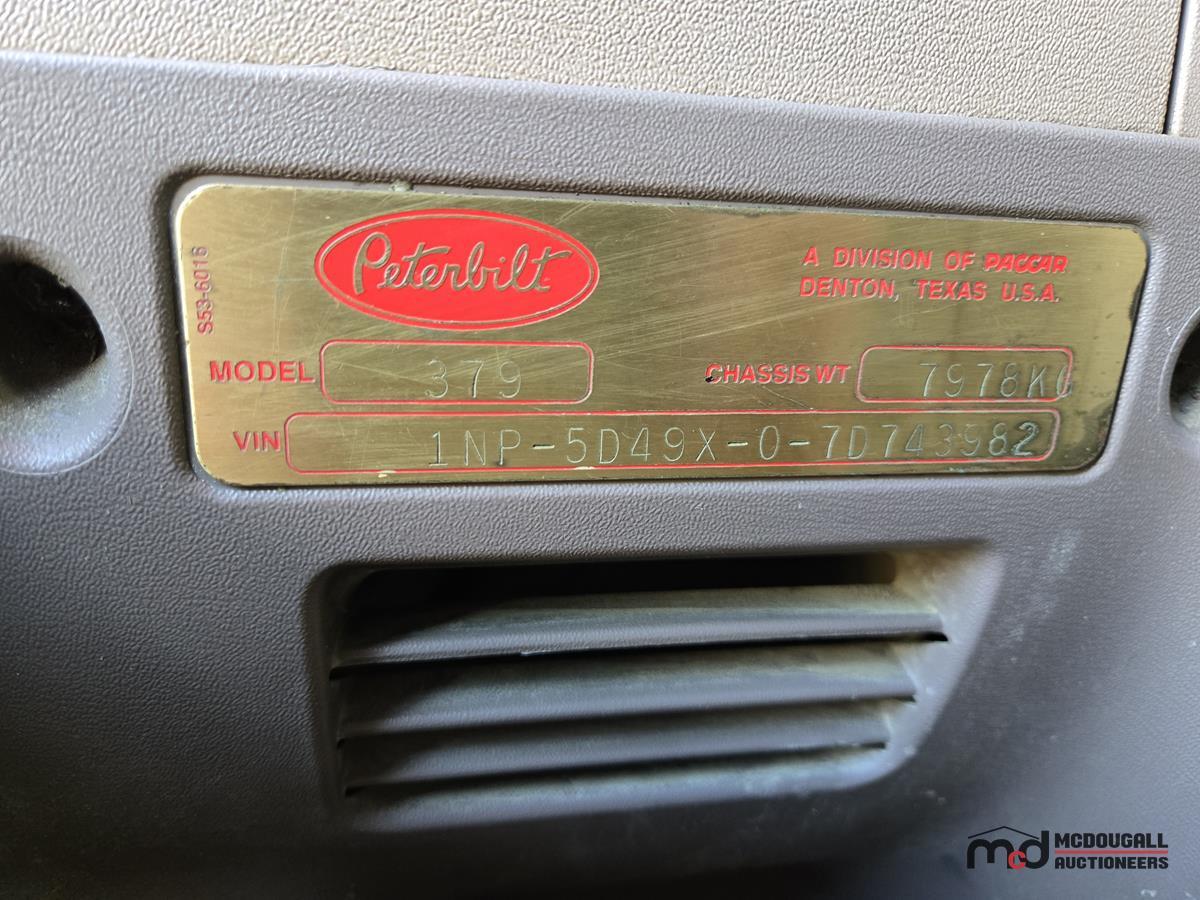 Peterbilt
A DIVISION OF PACCAR
DENTON, TEXAS U.S.A.
S53-6016
MODEL 379 CHASSIS WT 7978KG
VIN 1NP-5D49X-0-7D743982
mcd MCDOUGALL
AUCTIONEERS